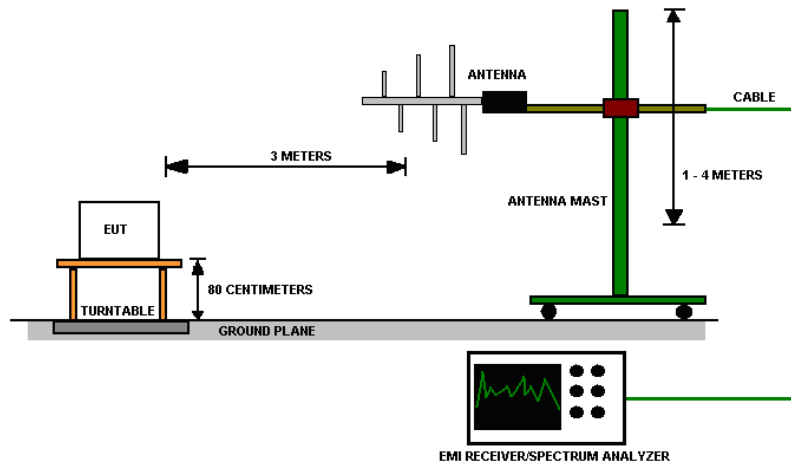 ANTENNA
CABLE
3 METERS
1 - 4 METERS
ANTENNA MAST
EUT
80 CENTIMETERS
TURNTABLE
GROUND PLANE
EMI RECEIVER/SPECTRUM ANALYZER